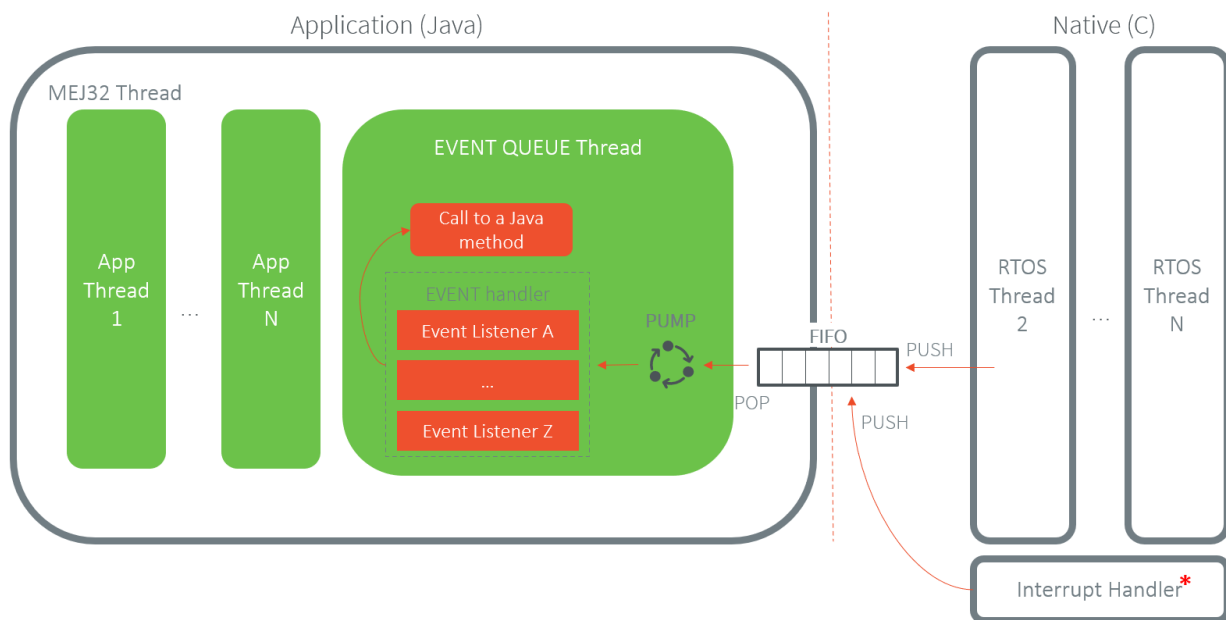 Application (Java)
Native (C)
MEJ32 Thread
App
Thread
1
...
App
Thread
N
EVENT QUEUE Thread
Call to a Java
method
EVENT handler
Event Listener A
...
Event Listener Z
PUMP
POP
FIFO
PUSH
PUSH
RTOS
Thread
2
...
RTOS
Thread
N
Interrupt Handler*